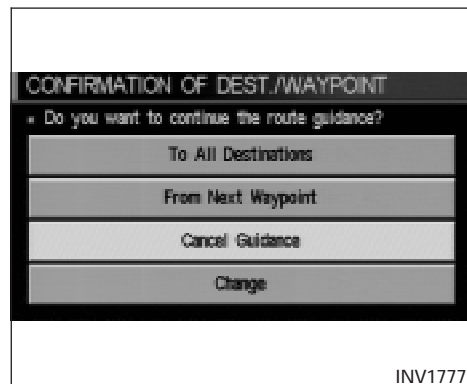 CONFIRMATION OF DEST./WAYPOINT
▪ Do you want to continue the route guidance?
To All Destinations
From Next Waypoint
Cancel Guidance
Change
INV1777